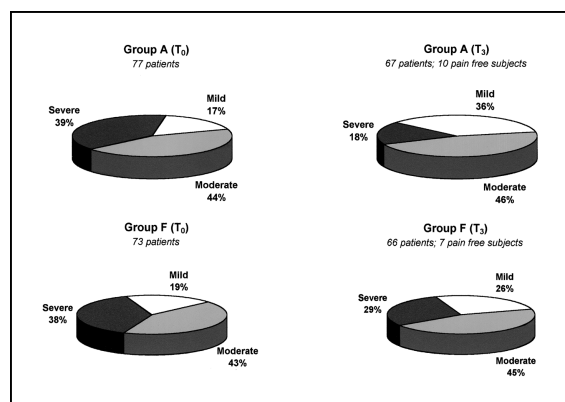 Group A (T₀)
77 patients
Severe
39%
Mild
17%
Moderate
44%
Group A (T₃)
67 patients; 10 pain free subjects
Mild
36%
Severe
18%
Moderate
46%
Group F (T₀)
73 patients
Mild
19%
Severe
38%
Moderate
43%
Group F (T₃)
66 patients; 7 pain free subjects
Mild
26%
Severe
29%
Moderate
45%